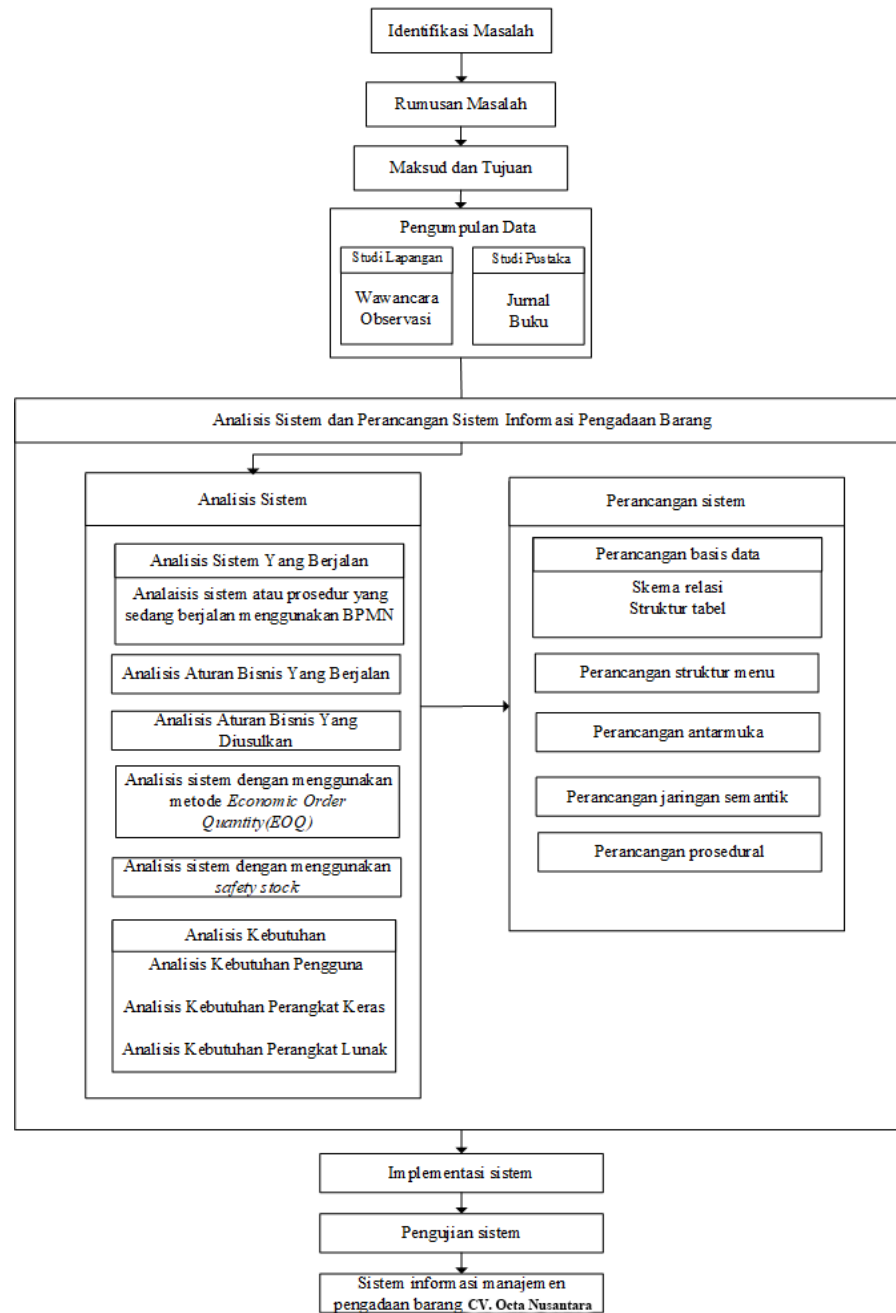 Identifikasi Masalah
Rumusan Masalah
Maksud dan Tujuan
Pengumpulan Data
Studi Lapangan
Wawancara
Observasi
Studi Pustaka
Jurnal
Buku
Analisis Sistem dan Perancangan Sistem Informasi Pengadaan Barang
Analisis Sistem
Analisis Sistem Yang Berjalan
Analaisis sistem atau prosedur yang
sedang berjalan menggunakan BPMN
Analisis Aturan Bisnis Yang Berjalan
Analisis Aturan Bisnis Yang
Diusulkan
Analisis sistem dengan menggunakan
metode Economic Order
Quantity(EOQ)
Analisis sistem dengan menggunakan
safety stock
Analisis Kebutuhan
Analisis Kebutuhan Pengguna
Analisis Kebutuhan Perangkat Keras
Analisis Kebutuhan Perangkat Lunak
Perancangan sistem
Perancangan basis data
Skema relasi
Struktur tabel
Perancangan struktur menu
Perancangan antarmuka
Perancangan jaringan semantik
Perancangan prosedural
Implementasi sistem
Pengujian sistem
Sistem informasi manajemen
pengadaan barang CV. Octa Nusantara